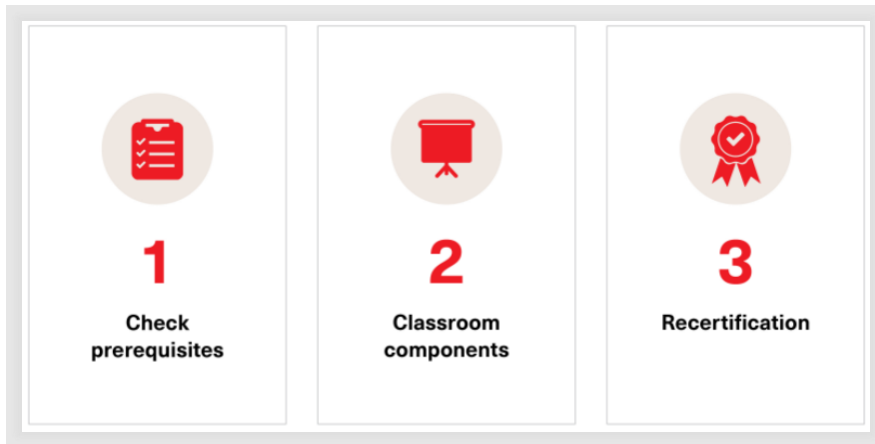 1
Check
prerequisites
2
Classroom
components
3
Recertification